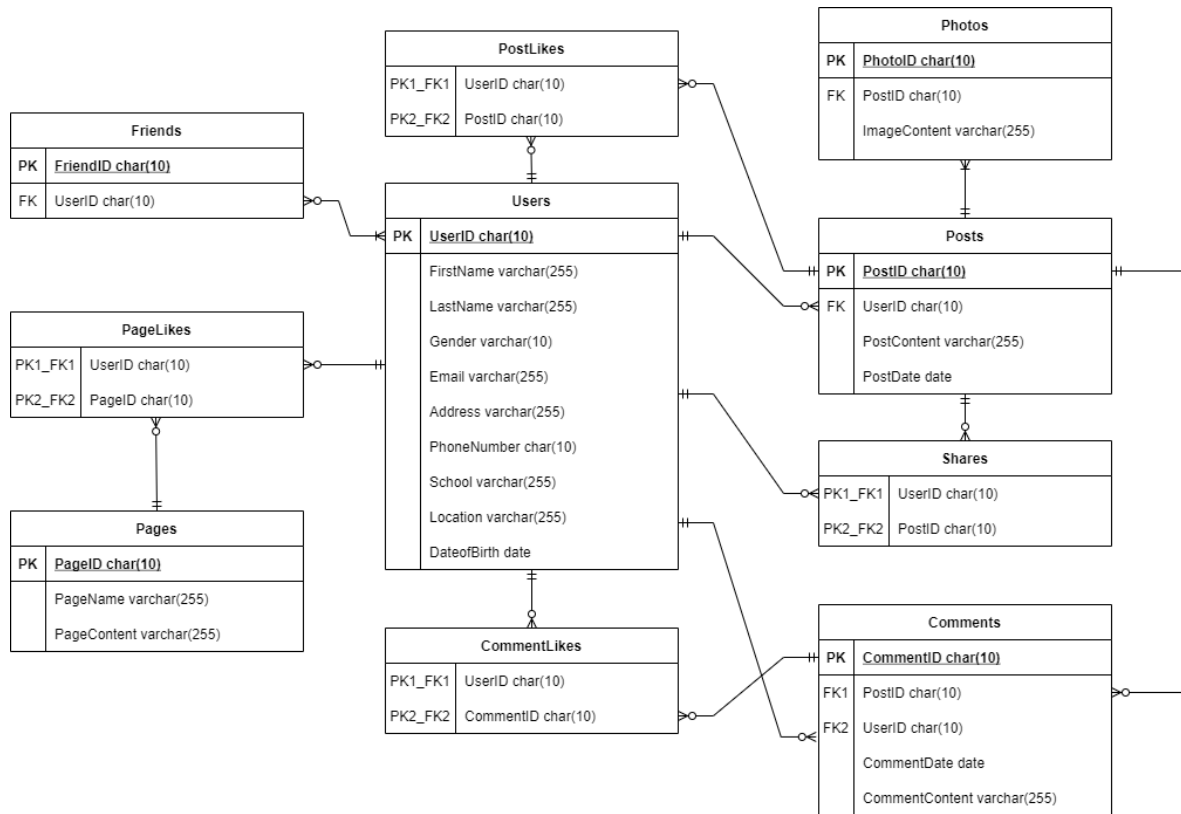 Friends
PK FriendID char(10)
FK UserID char(10)
PageLikes
PK1_FK1 UserID char(10)
PK2_FK2 PageID char(10)
Pages
PK PageID char(10)
PageName varchar(255)
PageContent varchar(255)
PostLikes
PK1_FK1 UserID char(10)
PK2_FK2 PostID char(10)
Users
PK UserID char(10)
FirstName varchar(255)
LastName varchar(255)
Gender varchar(10)
Email varchar(255)
Address varchar(255)
PhoneNumber char(10)
School varchar(255)
Location varchar(255)
DateofBirth date
CommentLikes
PK1_FK1 UserID char(10)
PK2_FK2 CommentID char(10)
Photos
PK PhotoID char(10)
FK PostID char(10)
ImageContent varchar(255)
Posts
PK PostID char(10)
FK UserID char(10)
PostContent varchar(255)
PostDate date
Shares
PK1_FK1 UserID char(10)
PK2_FK2 PostID char(10)
Comments
PK CommentID char(10)
FK1 PostID char(10)
FK2 UserID char(10)
CommentDate date
CommentContent varchar(255)